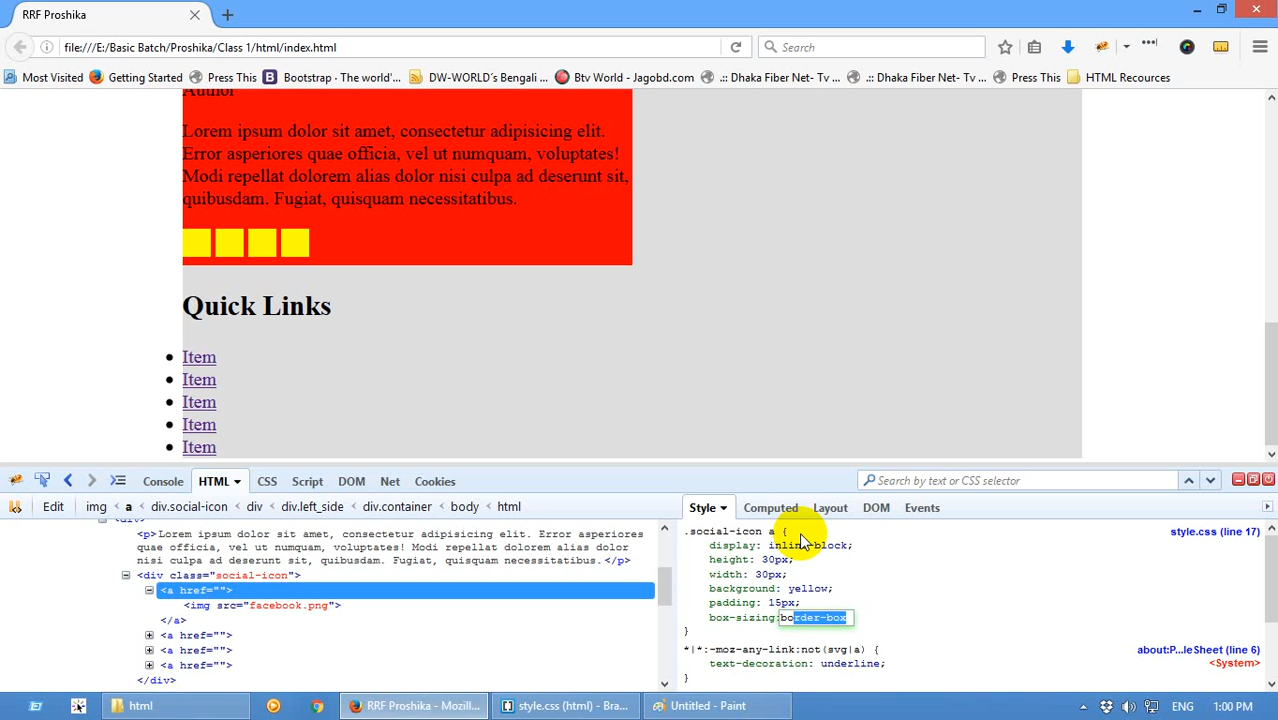 RRF Proshika
file:///E:/Basic Batch/Proshika/Class 1/html/index.html
Search
Most Visited
Getting Started
Press This
Bootstrap · The world'...
DW-WORLD´s Bengali ...
Btv World - Jagobd.com
.:: Dhaka Fiber Net- Tv ...
.:: Dhaka Fiber Net- Tv ...
Press This
HTML Recources
Author
Lorem ipsum dolor sit amet, consectetur adipisicing elit.
Error asperiores quae officia, vel ut numquam, voluptates!
Modi repellat dolorem alias dolor nisi culpa ad deserunt sit,
quibusdam. Fugiat, quisquam necessitatibus.
Quick Links
Item
Item
Item
Item
Item
Console HTML CSS Script DOM Net Cookies
Search by text or CSS selector
Edit img a div.social-icon div div.left_side div.container body html
Style Computed Layout DOM Events
<div>
<p>Lorem ipsum dolor sit amet, consectetur adipisicing elit. Error
asperiores quae officia, vel ut numquam, voluptates! Modi repellat
dolorem alias dolor nisi culpa ad deserunt sit, quibusdam. Fugiat,
quisquam necessitatibus.</p>
<div class="social-icon">
<a href="">
<img src="facebook.png">
</a>
<a href="">
<a href="">
<a href="">
</div>
.social-icon a {
style.css (line 17)
display: inline-block;
height: 30px;
width: 30px;
background: yellow;
padding: 15px;
box-sizing:border-box
}
*|*:-moz-any-link:not(svg|a) {
about:P...leSheet (line 6)
text-decoration: underline;
<System>
}
html
RRF Proshika - Mozill...
style.css (html) - Bra...
Untitled - Paint
ENG
1:00 PM